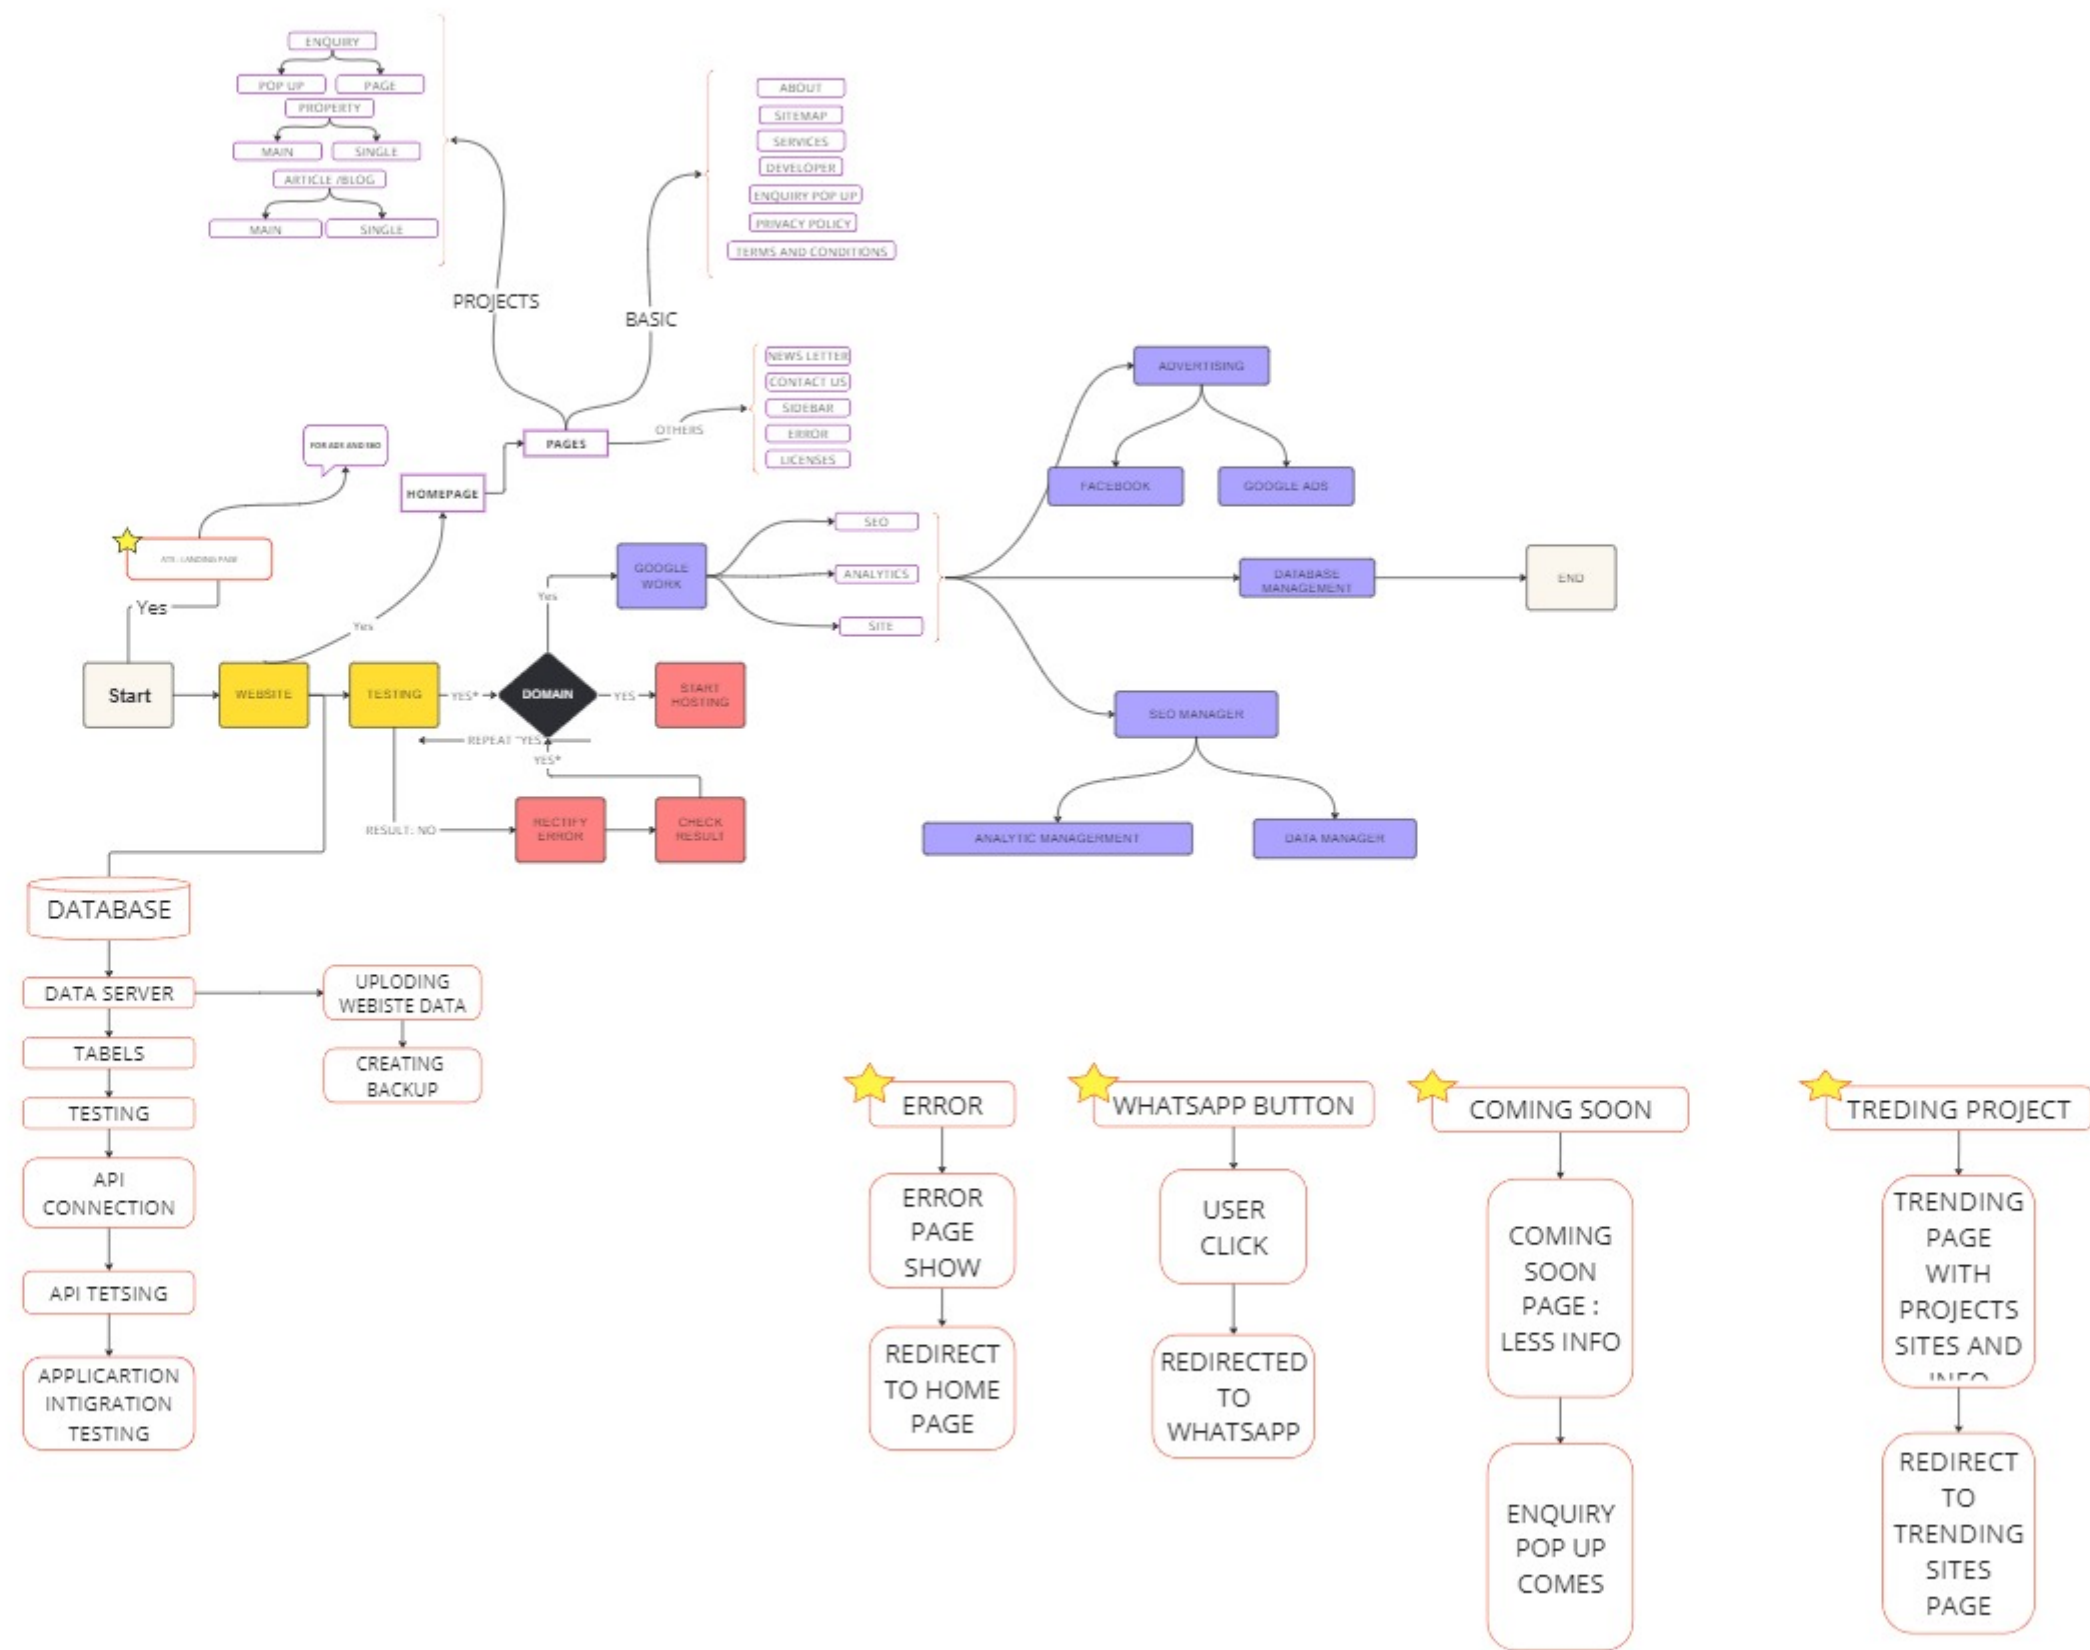 ENQUIRY
POP UP
PAGE
PROPERTY
MAIN
SINGLE
ARTICLE /BLOG
MAIN
SINGLE
PROJECTS
ABOUT
SITEMAP
SERVICES
DEVELOPER
ENQUIRY POP UP
PRIVACY POLICY
TERMS AND CONDITIONS
BASIC
NEWS LETTER
CONTACT US
SIDEBAR
ERROR
LICENSES
OTHERS
PAGES
HOMEPAGE
FOR ADS AND SEO
LANDING PAGE
Yes
Yes
Start
WEBSITE
TESTING
YES*
DOMAIN
YES
START
HOSTING
Yes
GOOGLE
WORK
SEO
ANALYTICS
SITE
ADVERTISING
FACEBOOK
GOOGLE ADS
DATABASE
MANAGEMENT
END
SEO MANAGER
ANALYTIC MANAGERMENT
DATA MANAGER
REPEAT "YES
YES*
RESULT: NO
RECTIFY
ERROR
CHECK
RESULT
DATABASE
DATA SERVER
UPLODING
WEBISTE DATA
CREATING
BACKUP
TABELS
TESTING
API
CONNECTION
API TETSING
APPLICARTION
INTIGRATION
TESTING
ERROR
ERROR
PAGE
SHOW
REDIRECT
TO HOME
PAGE
WHATSAPP BUTTON
USER
CLICK
REDIRECTED
TO
WHATSAPP
COMING SOON
COMING
SOON
PAGE :
LESS INFO
ENQUIRY
POP UP
COMES
TREDING PROJECT
TRENDING
PAGE
WITH
PROJECTS
SITES AND
INFO
REDIRECT
TO
TRENDING
SITES
PAGE